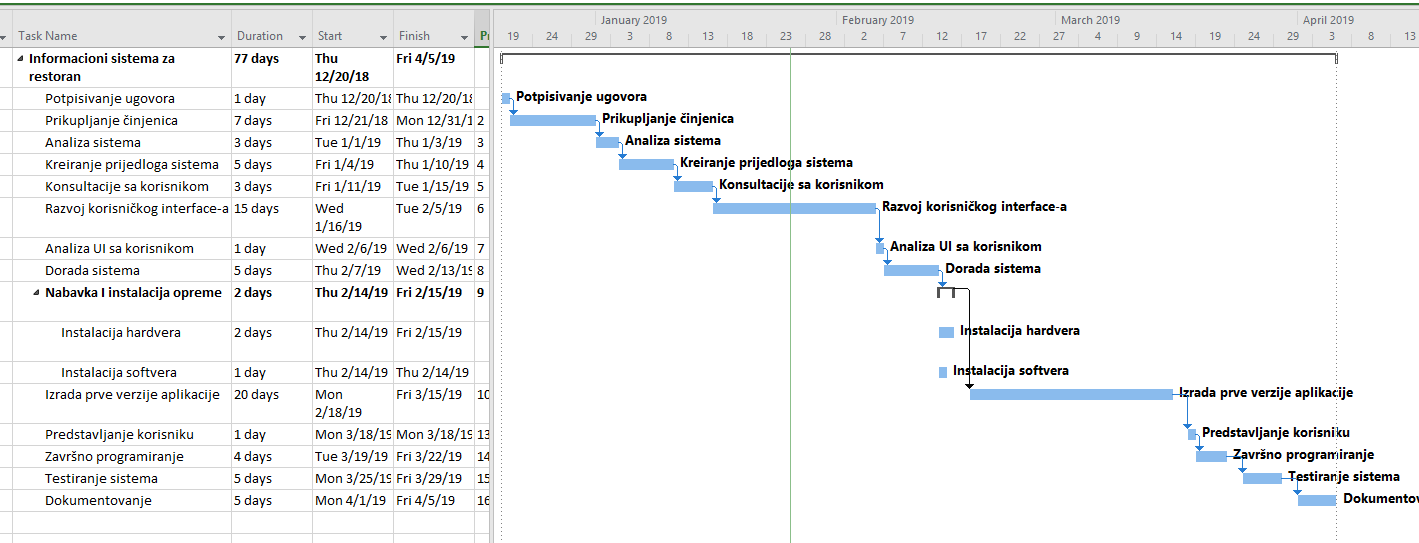 Task Name Duration Start Finish
January 2019 February 2019 March 2019 April 2019
19 24 29 3 8 13 18 23 28 2 7 12 17 22 27 4 9 14 19 24 29 3 8 13
Informacioni sistema za 77 days Thu Fri 4/5/19
restoran 12/20/18
Potpisivanje ugovora 1 day Thu 12/20/18 Thu 12/20/18 Potpisivanje ugovora
Prikupljanje činjenica 7 days Fri 12/21/18 Mon 12/31/1 2 Prikupljanje činjenica
Analiza sistema 3 days Tue 1/1/19 Thu 1/3/19 3 Analiza sistema
Kreiranje prijedloga sistema 5 days Fri 1/4/19 Thu 1/10/19 4 Kreiranje prijedloga sistema
Konsultacije sa korisnikom 3 days Fri 1/11/19 Tue 1/15/19 5 Konsultacije sa korisnikom
Razvoj korisničkog interface-a 15 days Wed Tue 2/5/19 6 Razvoj korisničkog interface-a
1/16/19
Analiza UI sa korisnikom 1 day Wed 2/6/19 Wed 2/6/19 7 Analiza UI sa korisnikom
Dorada sistema 5 days Thu 2/7/19 Wed 2/13/19 8 Dorada sistema
Nabavka I instalacija opreme 2 days Thu 2/14/19 Fri 2/15/19 9
Instalacija hardvera 2 days Thu 2/14/19 Fri 2/15/19 Instalacija hardvera
Instalacija softvera 1 day Thu 2/14/19 Thu 2/14/19 Instalacija softvera
Izrada prve verzije aplikacije 20 days Mon Fri 3/15/19 10 Izrada prve verzije aplikacije
2/18/19
Predstavljanje korisniku 1 day Mon 3/18/19 Mon 3/18/19 13 Predstavljanje korisniku
Završno programiranje 4 days Tue 3/19/19 Fri 3/22/19 14 Završno programiranje
Testiranje sistema 5 days Mon 3/25/19 Fri 3/29/19 15 Testiranje sistema
Dokumentovanje 5 days Mon 4/1/19 Fri 4/5/19 16 Dokumentov